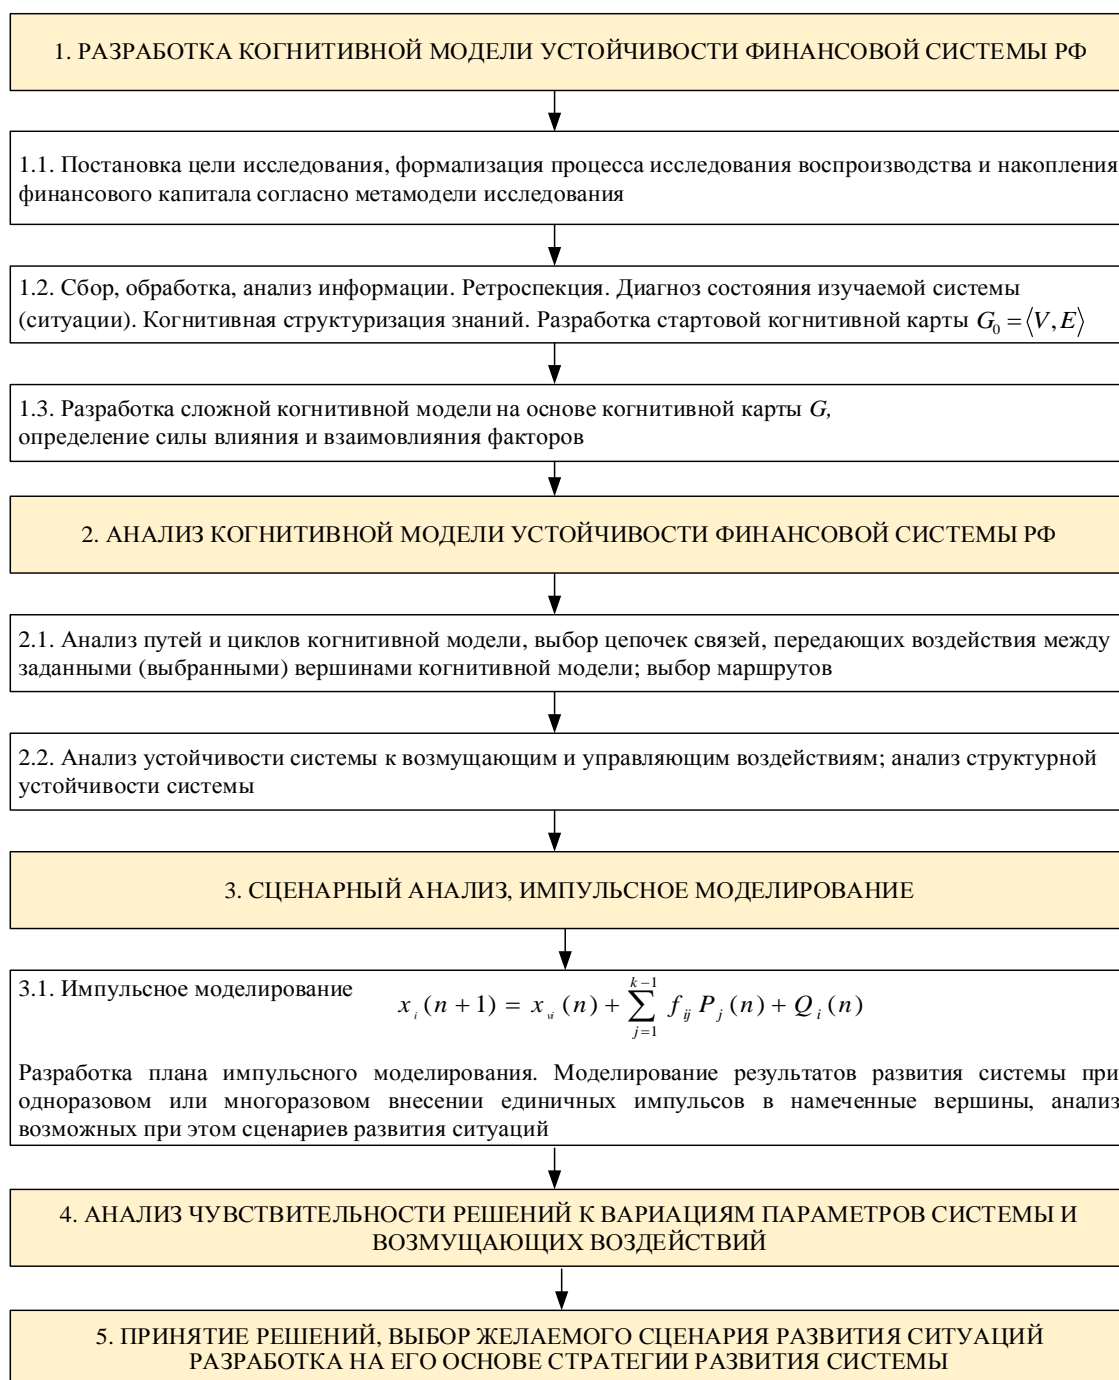 1. РАЗРАБОТКА КОГНИТИВНОЙ МОДЕЛИ УСТОЙЧИВОСТИ ФИНАНСОВОЙ СИСТЕМЫ РФ
1.1. Постановка цели исследования, формализация процесса исследования воспроизводства и накопления
финансового капитала согласно метамодели исследования
1.2. Сбор, обработка, анализ информации. Ретроспекция. Диагноз состояния изучаемой системы
(ситуации). Когнитивная структуризация знаний. Разработка стартовой когнитивной карты G₀ = ⟨V, E⟩
1.3. Разработка сложной когнитивной модели на основе когнитивной карты G,
определение силы влияния и взаимовлияния факторов
2. АНАЛИЗ КОГНИТИВНОЙ МОДЕЛИ УСТОЙЧИВОСТИ ФИНАНСОВОЙ СИСТЕМЫ РФ
2.1. Анализ путей и циклов когнитивной модели, выбор цепочек связей, передающих воздействия между
заданными (выбранными) вершинами когнитивной модели; выбор маршрутов
2.2. Анализ устойчивости системы к возмущающим и управляющим воздействиям; анализ структурной
устойчивости системы
3. СЦЕНАРНЫЙ АНАЛИЗ, ИМПУЛЬСНОЕ МОДЕЛИРОВАНИЕ
3.1. Импульсное моделирование x_i (n + 1) = x_{vi} (n) + \sum_{j=1}^{k-1} f_{ij} P_j (n) + Q_i (n)
Разработка плана импульсного моделирования. Моделирование результатов развития системы при
одноразовом или многоразовом внесении единичных импульсов в намеченные вершины, анализ
возможных при этом сценариев развития ситуаций
4. АНАЛИЗ ЧУВСТВИТЕЛЬНОСТИ РЕШЕНИЙ К ВАРИАЦИЯМ ПАРАМЕТРОВ СИСТЕМЫ И
ВОЗМУЩАЮЩИХ ВОЗДЕЙСТВИЙ
5. ПРИНЯТИЕ РЕШЕНИЙ, ВЫБОР ЖЕЛАЕМОГО СЦЕНАРИЯ РАЗВИТИЯ СИТУАЦИЙ
РАЗРАБОТКА НА ЕГО ОСНОВЕ СТРАТЕГИИ РАЗВИТИЯ СИСТЕМЫ